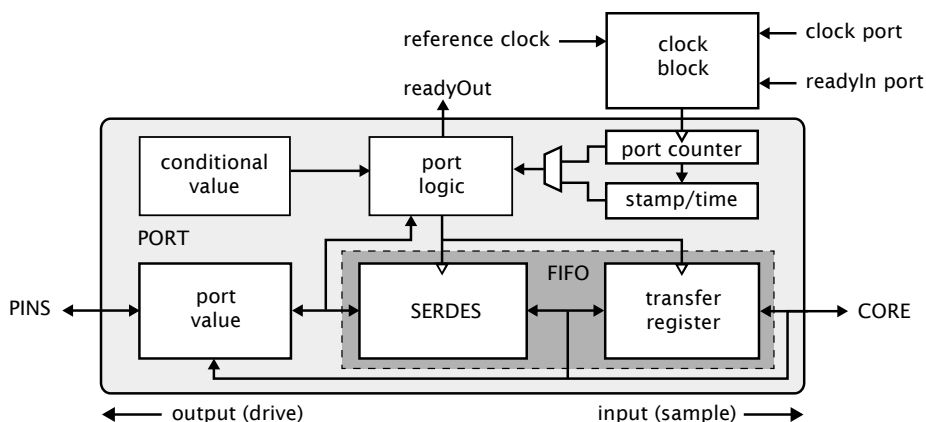 reference clock
clock
block
clock port
readyIn port
readyOut
conditional
value
port
logic
port counter
stamp/time
PORT
FIFO
PINS
port
value
SERDES
transfer
register
CORE
output (drive)
input (sample)